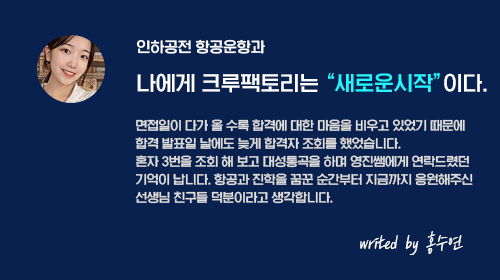 인하공전 항공운항과
나에게 크루팩토리는 “새로운시작”이다.
면접일이 다가 올 수록 합격에 대한 마음을 비우고 있었기 때문에
합격 발표일 날에도 늦게 합격자 조회를 했었습니다.
혼자 3번을 조회 해 보고 대성통곡을 하며 영진쌤에게 연락드렸던
기억이 납니다. 항공과 진학을 꿈꾼 순간부터 지금까지 응원해주신
선생님 친구들 덕분이라고 생각합니다.
writed by 홍수연